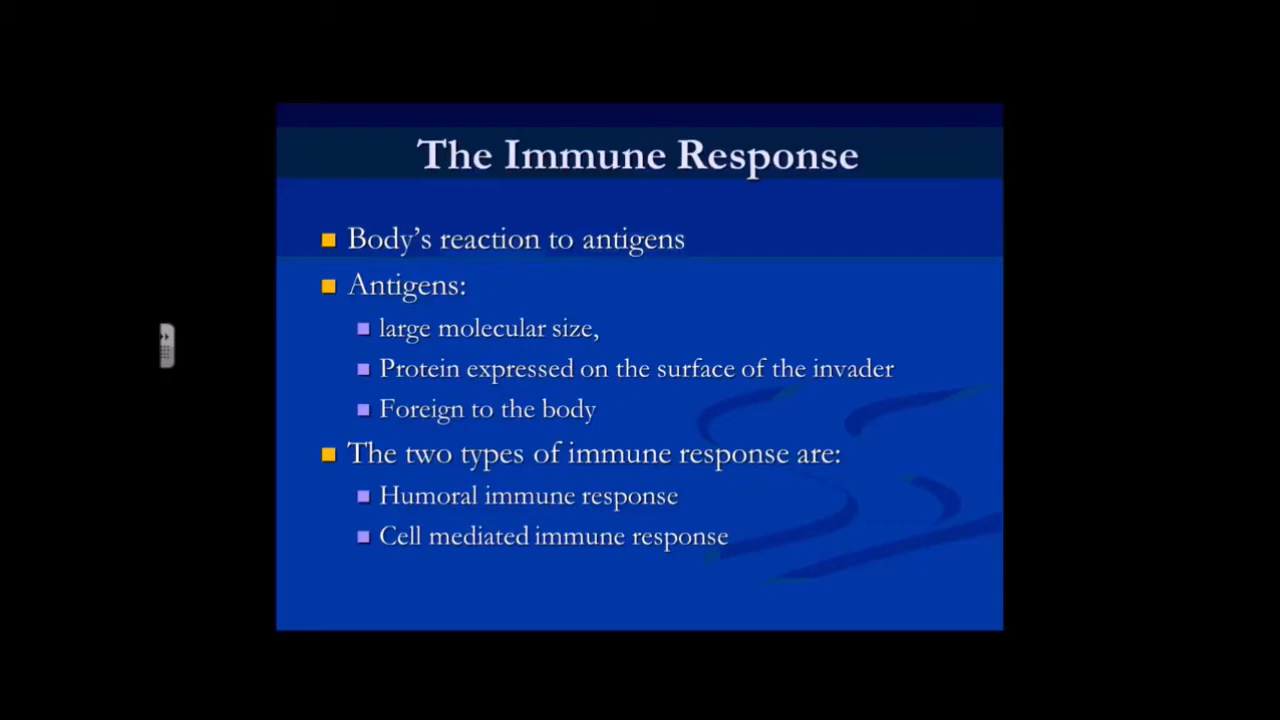 The Immune Response
Body's reaction to antigens
Antigens:
large molecular size,
Protein expressed on the surface of the invader
Foreign to the body
The two types of immune response are:
Humoral immune response
Cell mediated immune response